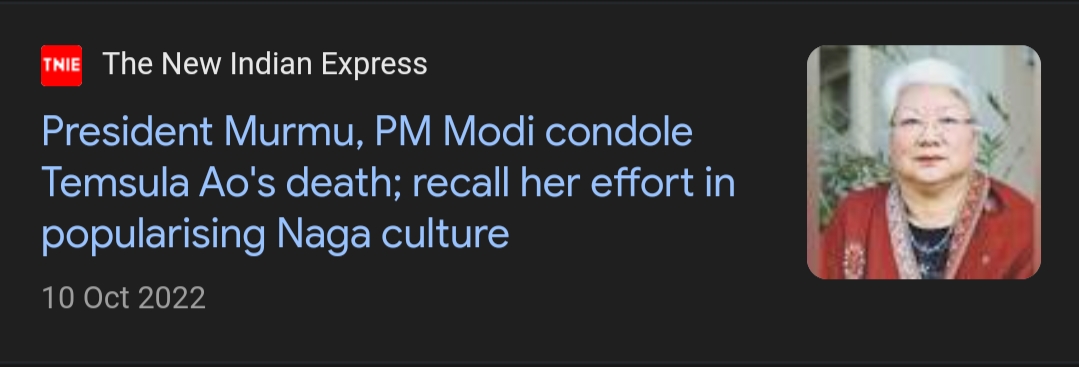 TNIE The New Indian Express
President Murmu, PM Modi condole
Temsula Ao's death; recall her effort in
popularising Naga culture
10 Oct 2022